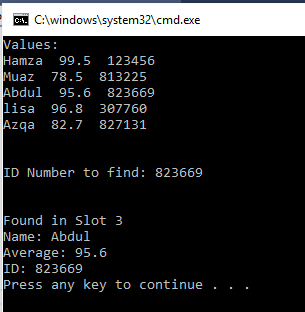 C:\windows\system32\cmd.exe
Values:
Hamza  99.5  123456
Muaz  78.5  813225
Abdul  95.6  823669
lisa  96.8  307760
Azqa  82.7  827131
ID Number to find: 823669
Found in Slot 3
Name: Abdul
Average: 95.6
ID: 823669
Press any key to continue . . .